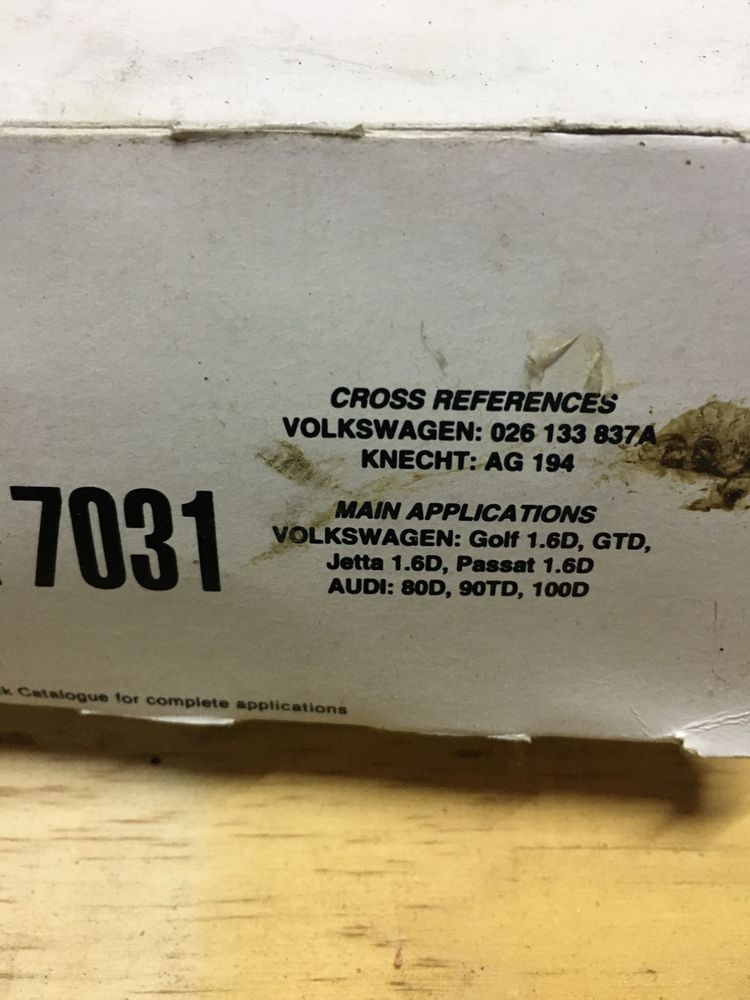 CROSS REFERENCES
VOLKSWAGEN: 026 133 837A
KNECHT: AG 194
7031
MAIN APPLICATIONS
VOLKSWAGEN: Golf 1.6D, GTD,
Jetta 1.6D, Passat 1.6D
AUDI: 80D, 90TD, 100D
Catalogue for complete applications